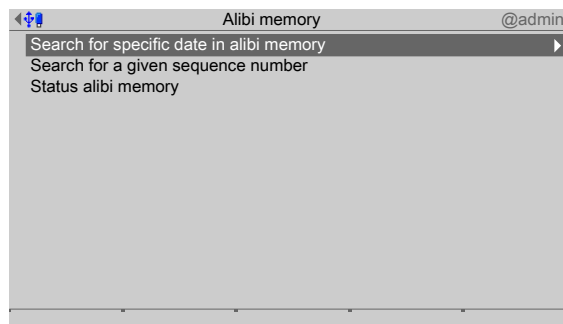 Alibi memory @admin
Search for specific date in alibi memory
Search for a given sequence number
Status alibi memory